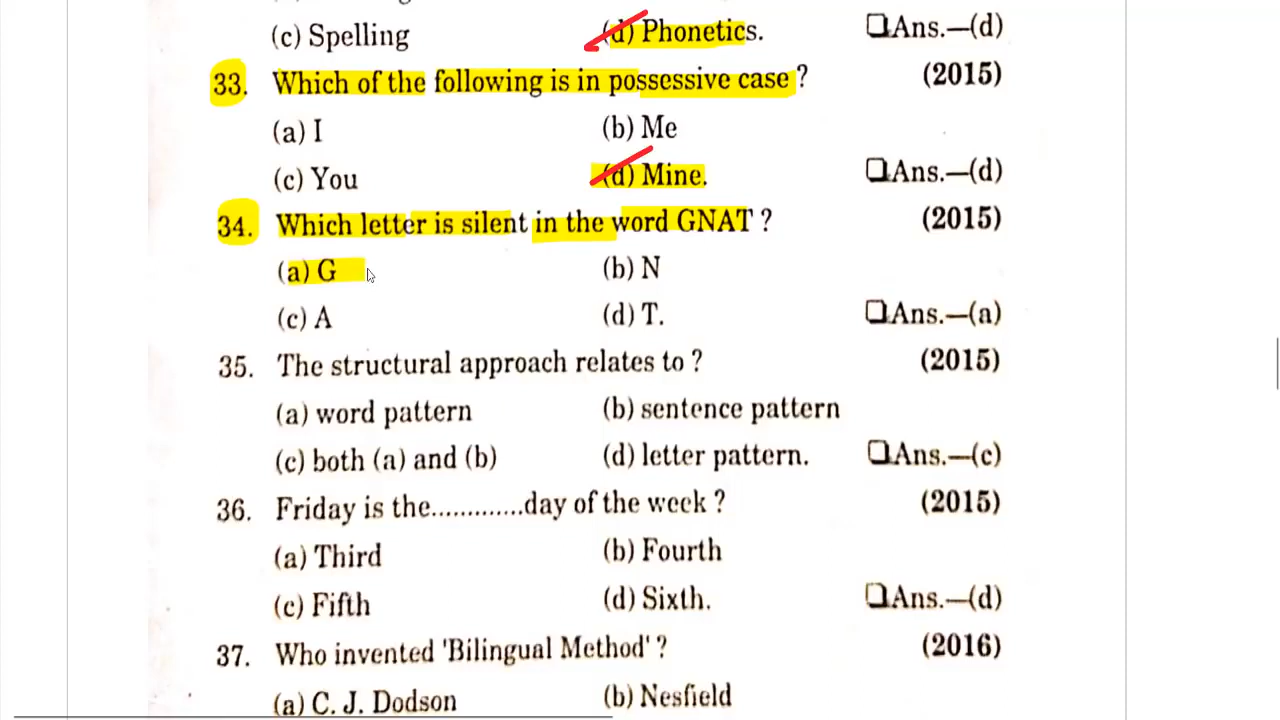 (c) Spelling (d) Phonetics. ❑Ans.—(d)
33. Which of the following is in possessive case ? (2015)
(a) I (b) Me
(c) You (d) Mine. ❑Ans.—(d)
34. Which letter is silent in the word GNAT ? (2015)
(a) G (b) N
(c) A (d) T. ❑Ans.—(a)
35. The structural approach relates to ? (2015)
(a) word pattern (b) sentence pattern
(c) both (a) and (b) (d) letter pattern. ❑Ans.—(c)
36. Friday is the.............day of the week ? (2015)
(a) Third (b) Fourth
(c) Fifth (d) Sixth. ❑Ans.—(d)
37. Who invented 'Bilingual Method' ? (2016)
(a) C. J. Dodson (b) Nesfield